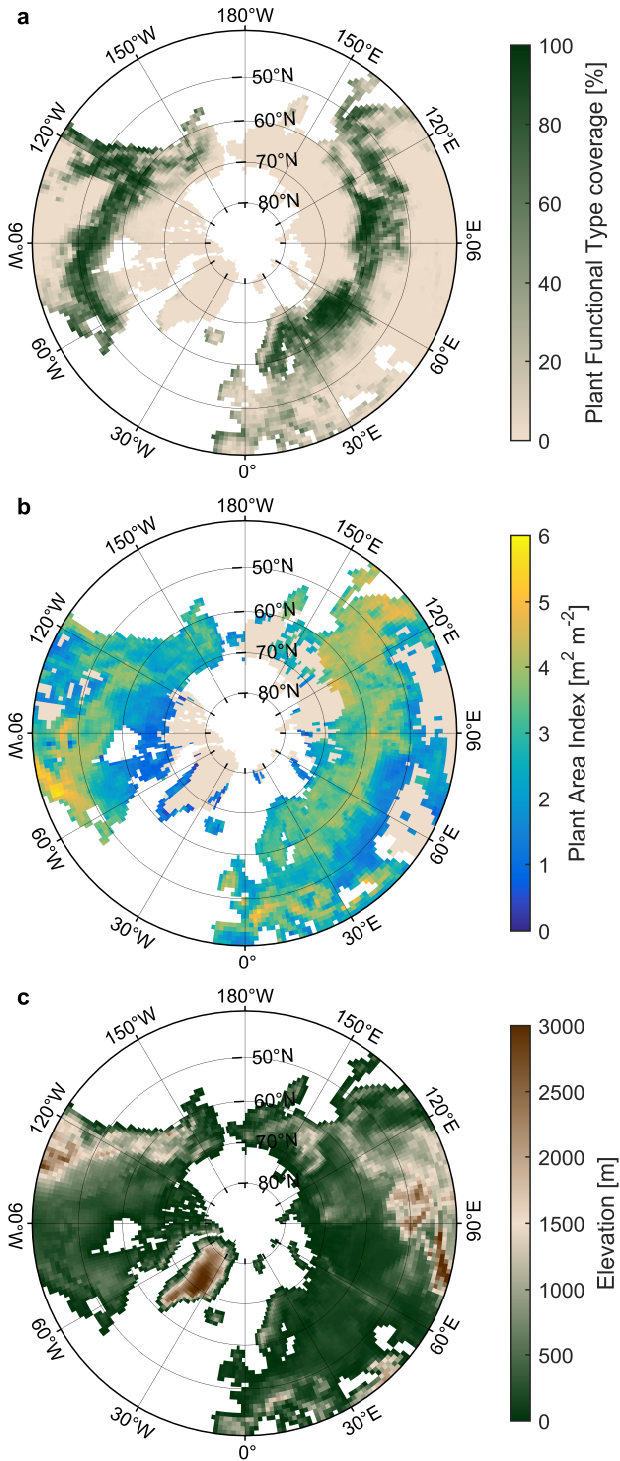 a
180°W
150°W
150°E
120°W
120°E
90°W
90°E
60°W
60°E
30°W
30°E
0°
50°N
60°N
70°N
80°N
100
80
60
40
20
0
Plant Functional Type coverage [%]
b
180°W
150°W
150°E
120°W
120°E
90°W
90°E
60°W
60°E
30°W
30°E
0°
50°N
60°N
70°N
80°N
6
5
4
3
2
1
0
Plant Area Index [m² m⁻²]
c
180°W
150°W
150°E
120°W
120°E
90°W
90°E
60°W
60°E
30°W
30°E
0°
50°N
60°N
70°N
80°N
3000
2500
2000
1500
1000
500
0
Elevation [m]